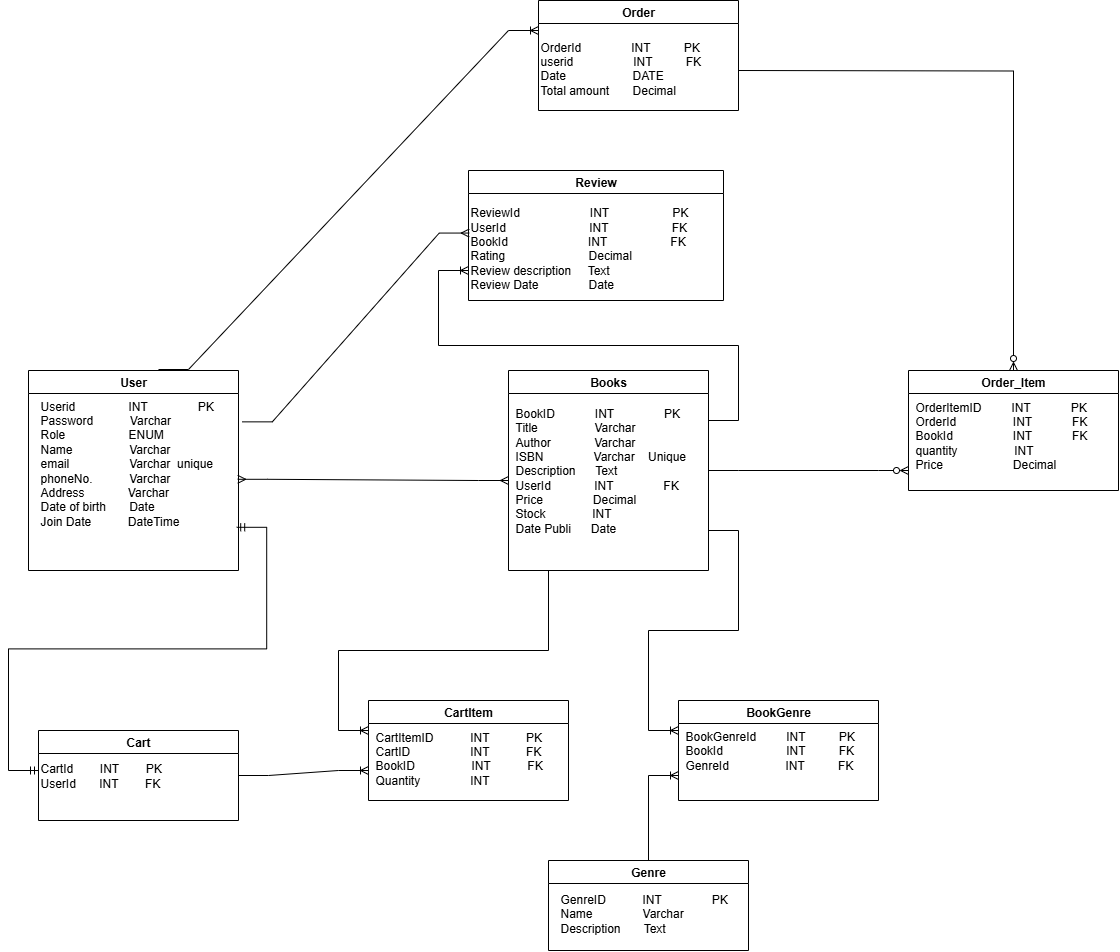 Order
OrderId INT PK
userid INT FK
Date DATE
Total amount Decimal
Review
ReviewId INT PK
UserId INT FK
BookId INT FK
Rating Decimal
Review description Text
Review Date Date
User
Userid INT PK
Password Varchar
Role ENUM
Name Varchar
email Varchar unique
phoneNo. Varchar
Address Varchar
Date of birth Date
Join Date DateTime
Books
BookID INT PK
Title Varchar
Author Varchar
ISBN Varchar Unique
Description Text
UserId INT FK
Price Decimal
Stock INT
Date Publi Date
Order_Item
OrderItemID INT PK
OrderId INT FK
BookId INT FK
quantity INT
Price Decimal
Cart
CartId INT PK
UserId INT FK
CartItem
CartItemID INT PK
CartID INT FK
BookID INT FK
Quantity INT
BookGenre
BookGenreId INT PK
BookId INT FK
GenreId INT FK
Genre
GenreID INT PK
Name Varchar
Description Text